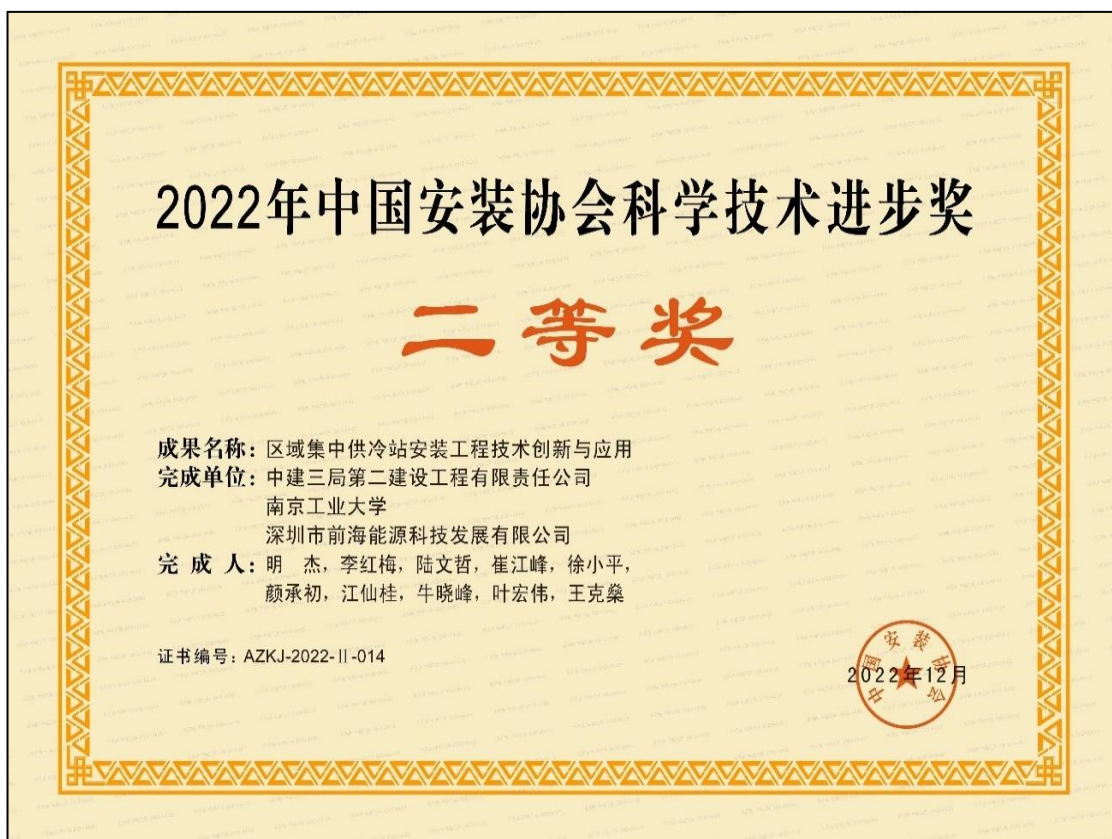 2022年中国安装协会科学技术进步奖
二等奖
成果名称：区域集中供冷站安装工程技术创新与应用
完成单位：中建三局第二建设工程有限责任公司
南京工业大学
深圳市前海能源科技发展有限公司
完 成 人：明　杰，李红梅，陆文哲，崔江峰，徐小平，
颜承初，江仙桂，牛晓峰，叶宏伟，王克燊
证书编号：AZKJ-2022-Ⅱ-014
中国安装协会
2022年12月